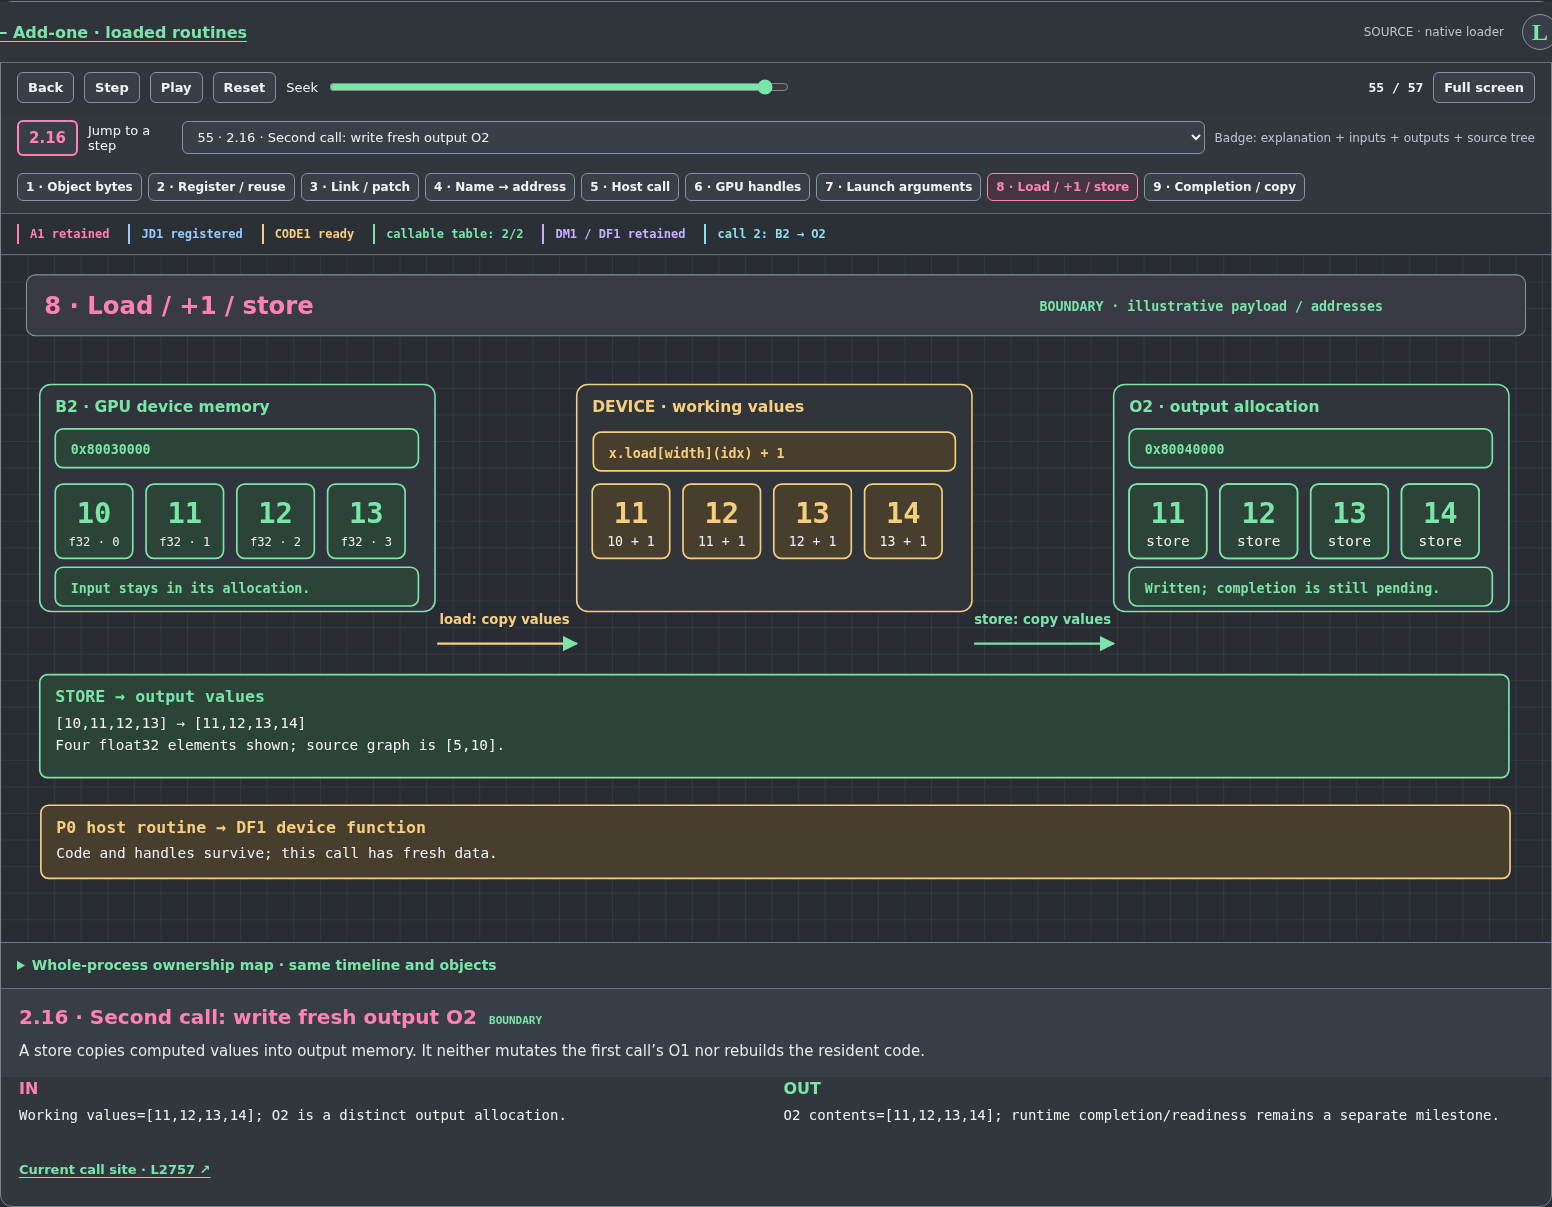 – Add-one · loaded routines
SOURCE · native loader
L
Back
Step
Play
Reset
Seek
55 / 57
Full screen
2.16
Jump to a
step
55 · 2.16 · Second call: write fresh output O2
Badge: explanation + inputs + outputs + source tree
1 · Object bytes
2 · Register / reuse
3 · Link / patch
4 · Name → address
5 · Host call
6 · GPU handles
7 · Launch arguments
8 · Load / +1 / store
9 · Completion / copy
A1 retained
JD1 registered
CODE1 ready
callable table: 2/2
DM1 / DF1 retained
call 2: B2 → O2
8 · Load / +1 / store
BOUNDARY · illustrative payload / addresses
B2 · GPU device memory
0x80030000
10 11 12 13
f32 · 0 f32 · 1 f32 · 2 f32 · 3
Input stays in its allocation.
load: copy values
DEVICE · working values
x.load[width](idx) + 1
11 12 13 14
10 + 1 11 + 1 12 + 1 13 + 1
store: copy values
O2 · output allocation
0x80040000
11 12 13 14
store store store store
Written; completion is still pending.
STORE → output values
[10,11,12,13] → [11,12,13,14]
Four float32 elements shown; source graph is [5,10].
P0 host routine → DF1 device function
Code and handles survive; this call has fresh data.
▶ Whole-process ownership map · same timeline and objects
2.16 · Second call: write fresh output O2 BOUNDARY
A store copies computed values into output memory. It neither mutates the first call’s O1 nor rebuilds the resident code.
IN
Working values=[11,12,13,14]; O2 is a distinct output allocation.
OUT
O2 contents=[11,12,13,14]; runtime completion/readiness remains a separate milestone.
Current call site · L2757 ↗